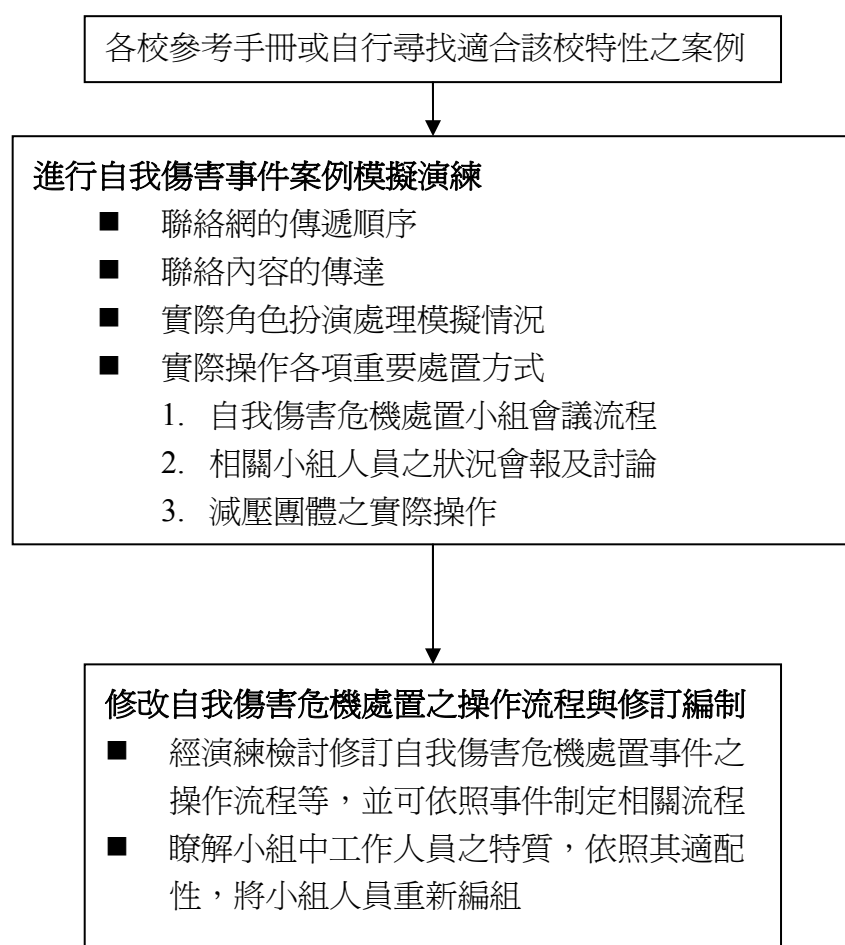 各校參考手冊或自行尋找適合該校特性之案例
進行自我傷害事件案例模擬演練
■ 聯絡網的傳遞順序
■ 聯絡內容的傳達
■ 實際角色扮演處理模擬情況
■ 實際操作各項重要處置方式
1. 自我傷害危機處置小組會議流程
2. 相關小組人員之狀況會報及討論
3. 減壓團體之實際操作
修改自我傷害危機處置之操作流程與修訂編制
■ 經演練檢討修訂自我傷害危機處置事件之
操作流程等，並可依照事件制定相關流程
■ 瞭解小組中工作人員之特質，依照其適配
性，將小組人員重新編組